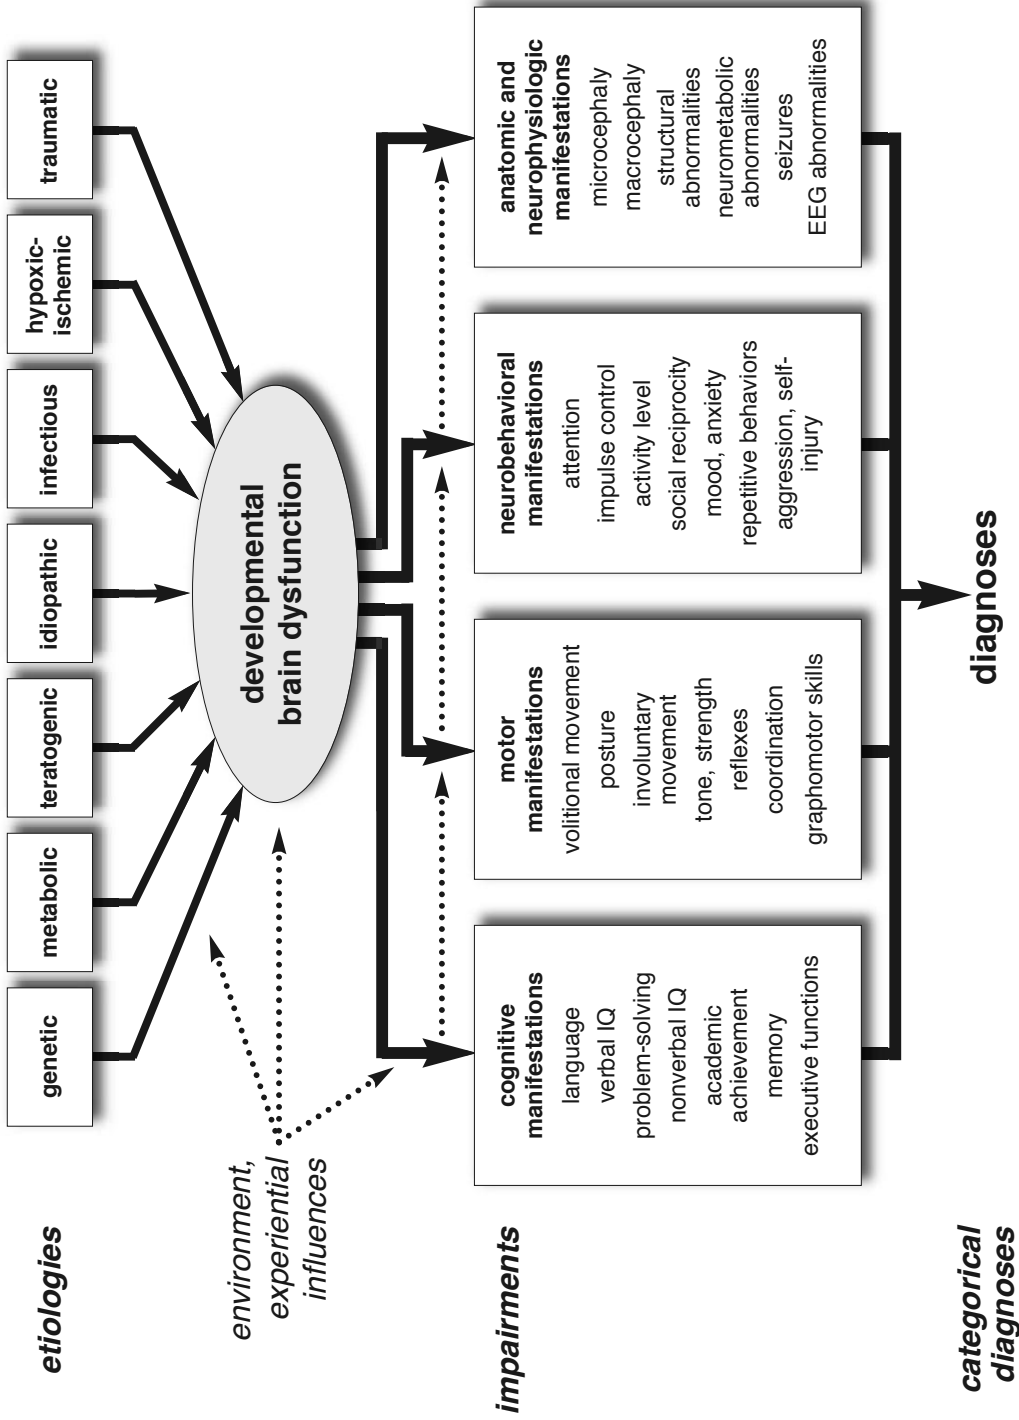 etiologies
genetic
metabolic
teratogenic
idiopathic
infectious
hypoxic-
ischemic
traumatic
environment,
experiential
influences
developmental
brain dysfunction
impairments
cognitive
manifestations
language
verbal IQ
problem-solving
nonverbal IQ
academic
achievement
memory
executive functions
motor
manifestations
volitional movement
posture
involuntary
movement
tone, strength
reflexes
coordination
graphomotor skills
neurobehavioral
manifestations
attention
impulse control
activity level
social reciprocity
mood, anxiety
repetitive behaviors
aggression, self-
injury
anatomic and
neurophysiologic
manifestations
microcephaly
macrocephaly
structural
abnormalities
neurometabolic
abnormalities
seizures
EEG abnormalities
categorical
diagnoses
diagnoses